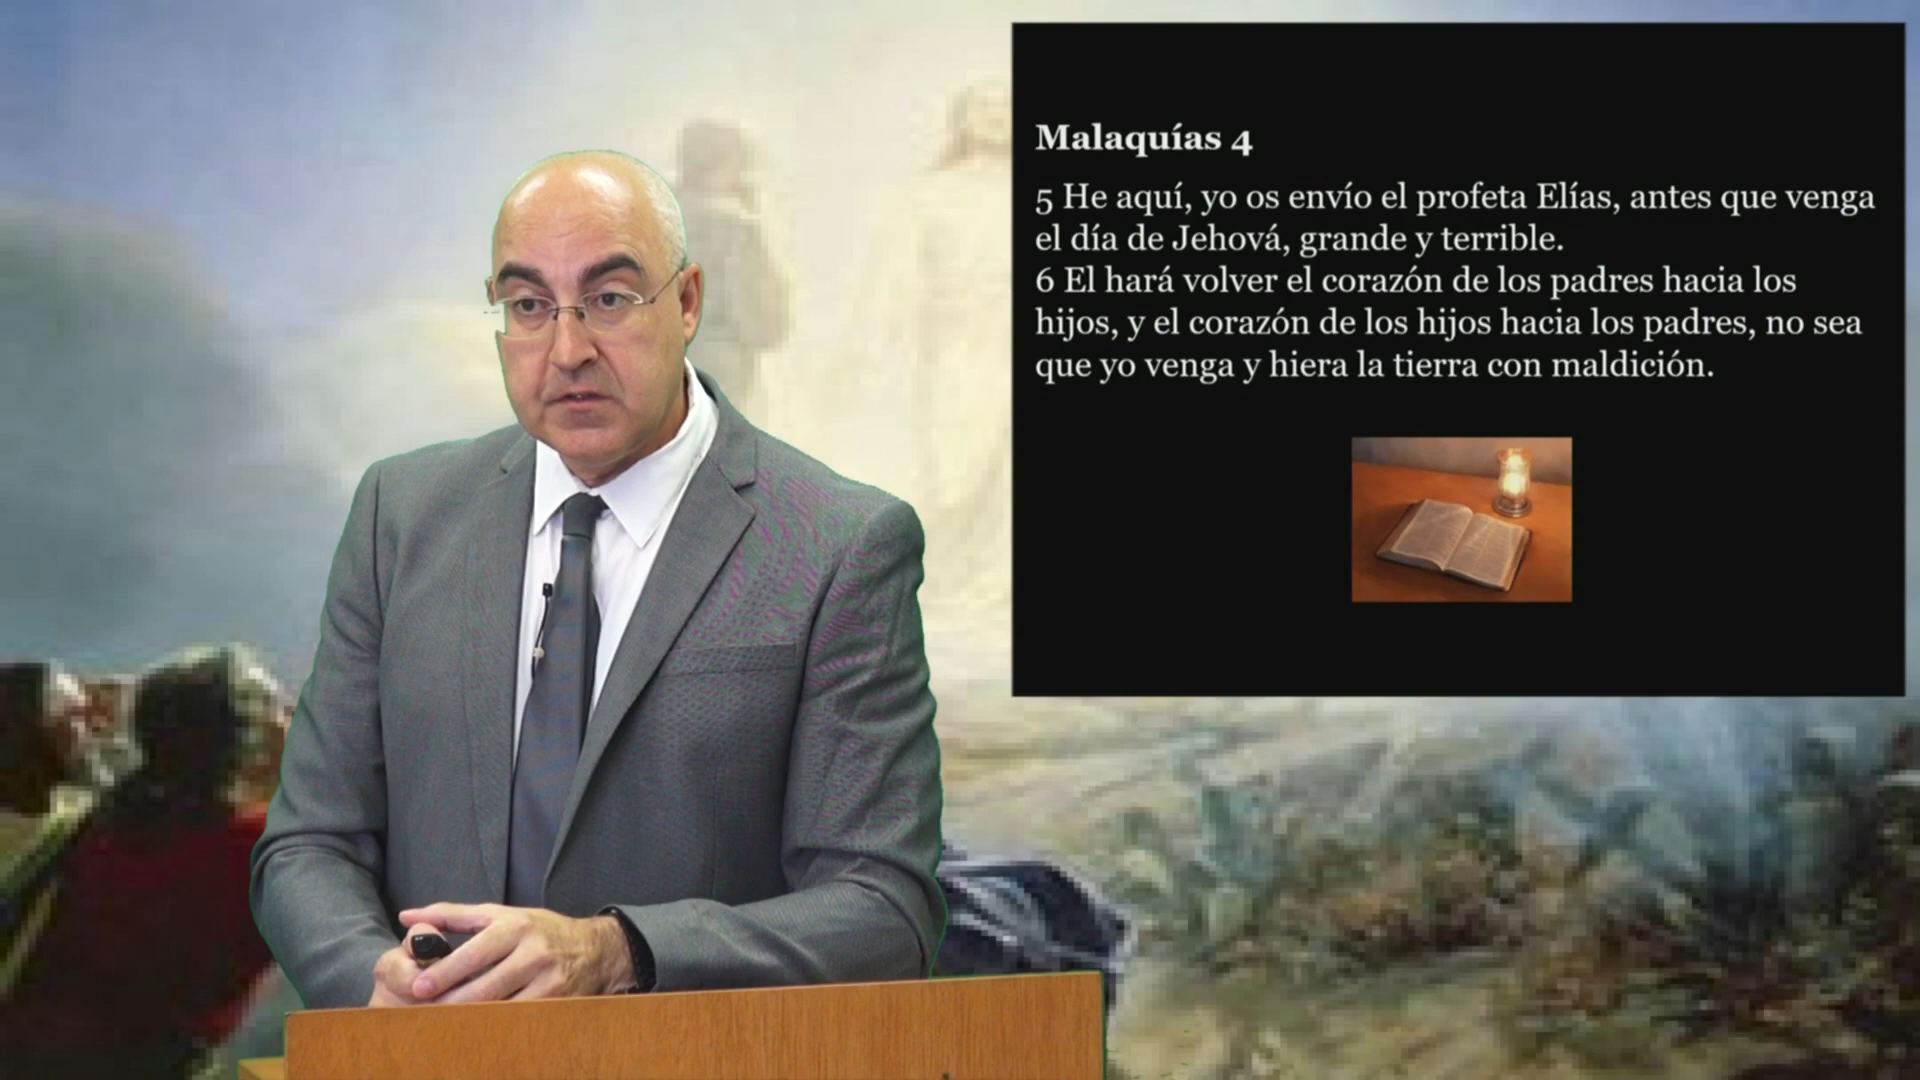 Malaquías 4
5 He aquí, yo os envío el profeta Elías, antes que venga
el día de Jehová, grande y terrible.
6 El hará volver el corazón de los padres hacia los
hijos, y el corazón de los hijos hacia los padres, no sea
que yo venga y hiera la tierra con maldición.